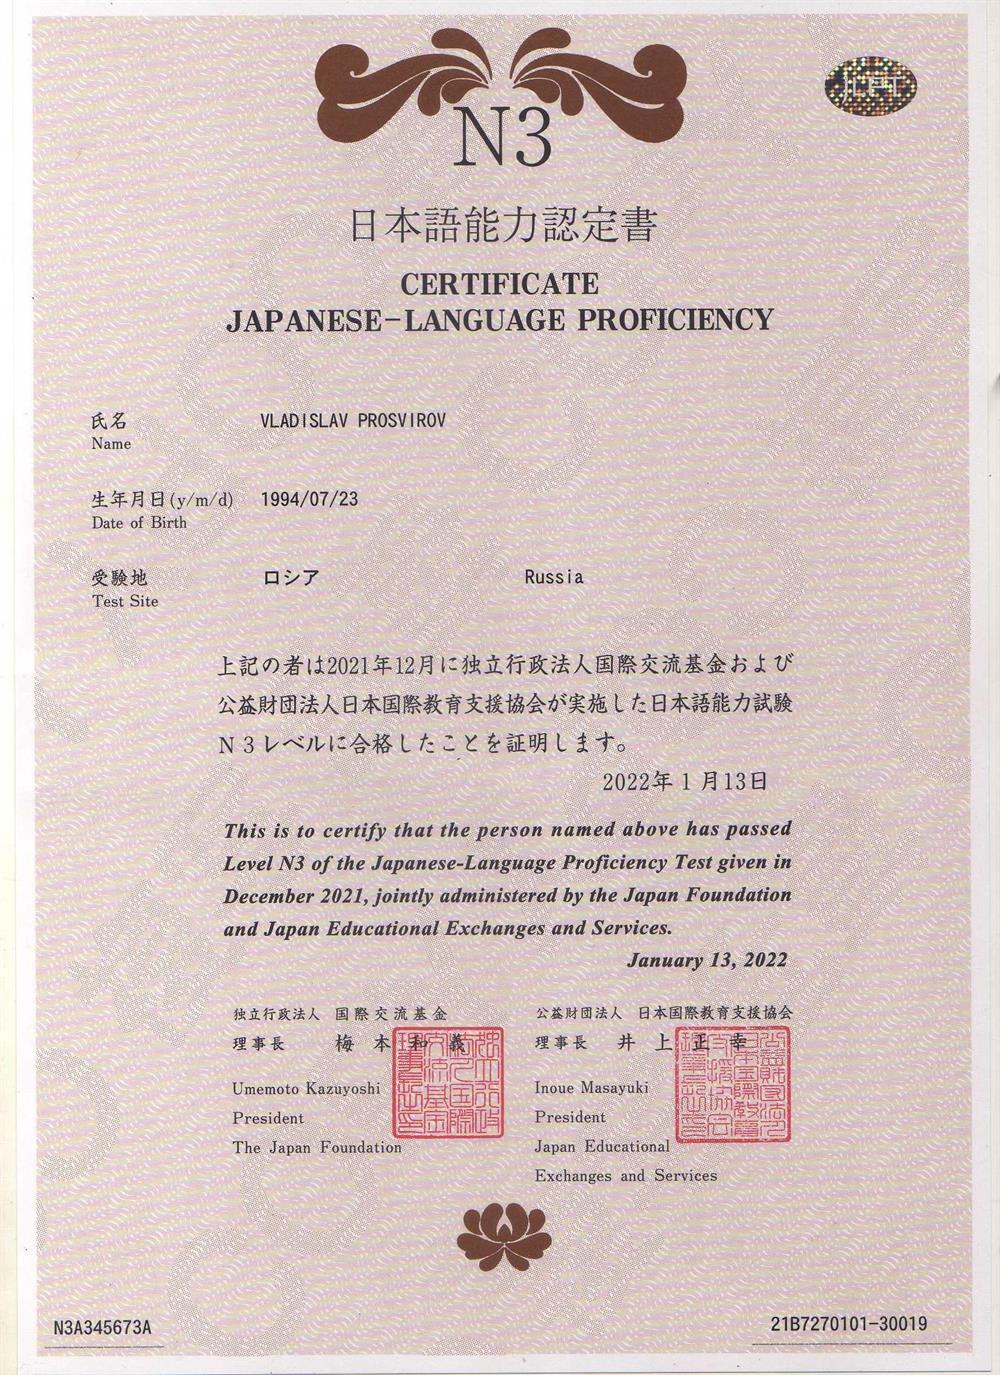 JLPT
N3
日本語能力認定書
CERTIFICATE
JAPANESE-LANGUAGE PROFICIENCY
氏名 VLADISLAV PROSVIROV
Name
生年月日(y/m/d) 1994/07/23
Date of Birth
受験地 ロシア Russia
Test Site
上記の者は2021年12月に独立行政法人国際交流基金および
公益財団法人日本国際教育支援協会が実施した日本語能力試験
N3レベルに合格したことを証明します。
2022年1月13日
This is to certify that the person named above has passed
Level N3 of the Japanese-Language Proficiency Test given in
December 2021, jointly administered by the Japan Foundation
and Japan Educational Exchanges and Services.
January 13, 2022
独立行政法人 国際交流基金
理事長 梅本和義
Umemoto Kazuyoshi
President
The Japan Foundation
公益財団法人 日本国際教育支援協会
理事長 井上正幸
Inoue Masayuki
President
Japan Educational
Exchanges and Services
N3A345673A
21B7270101-30019